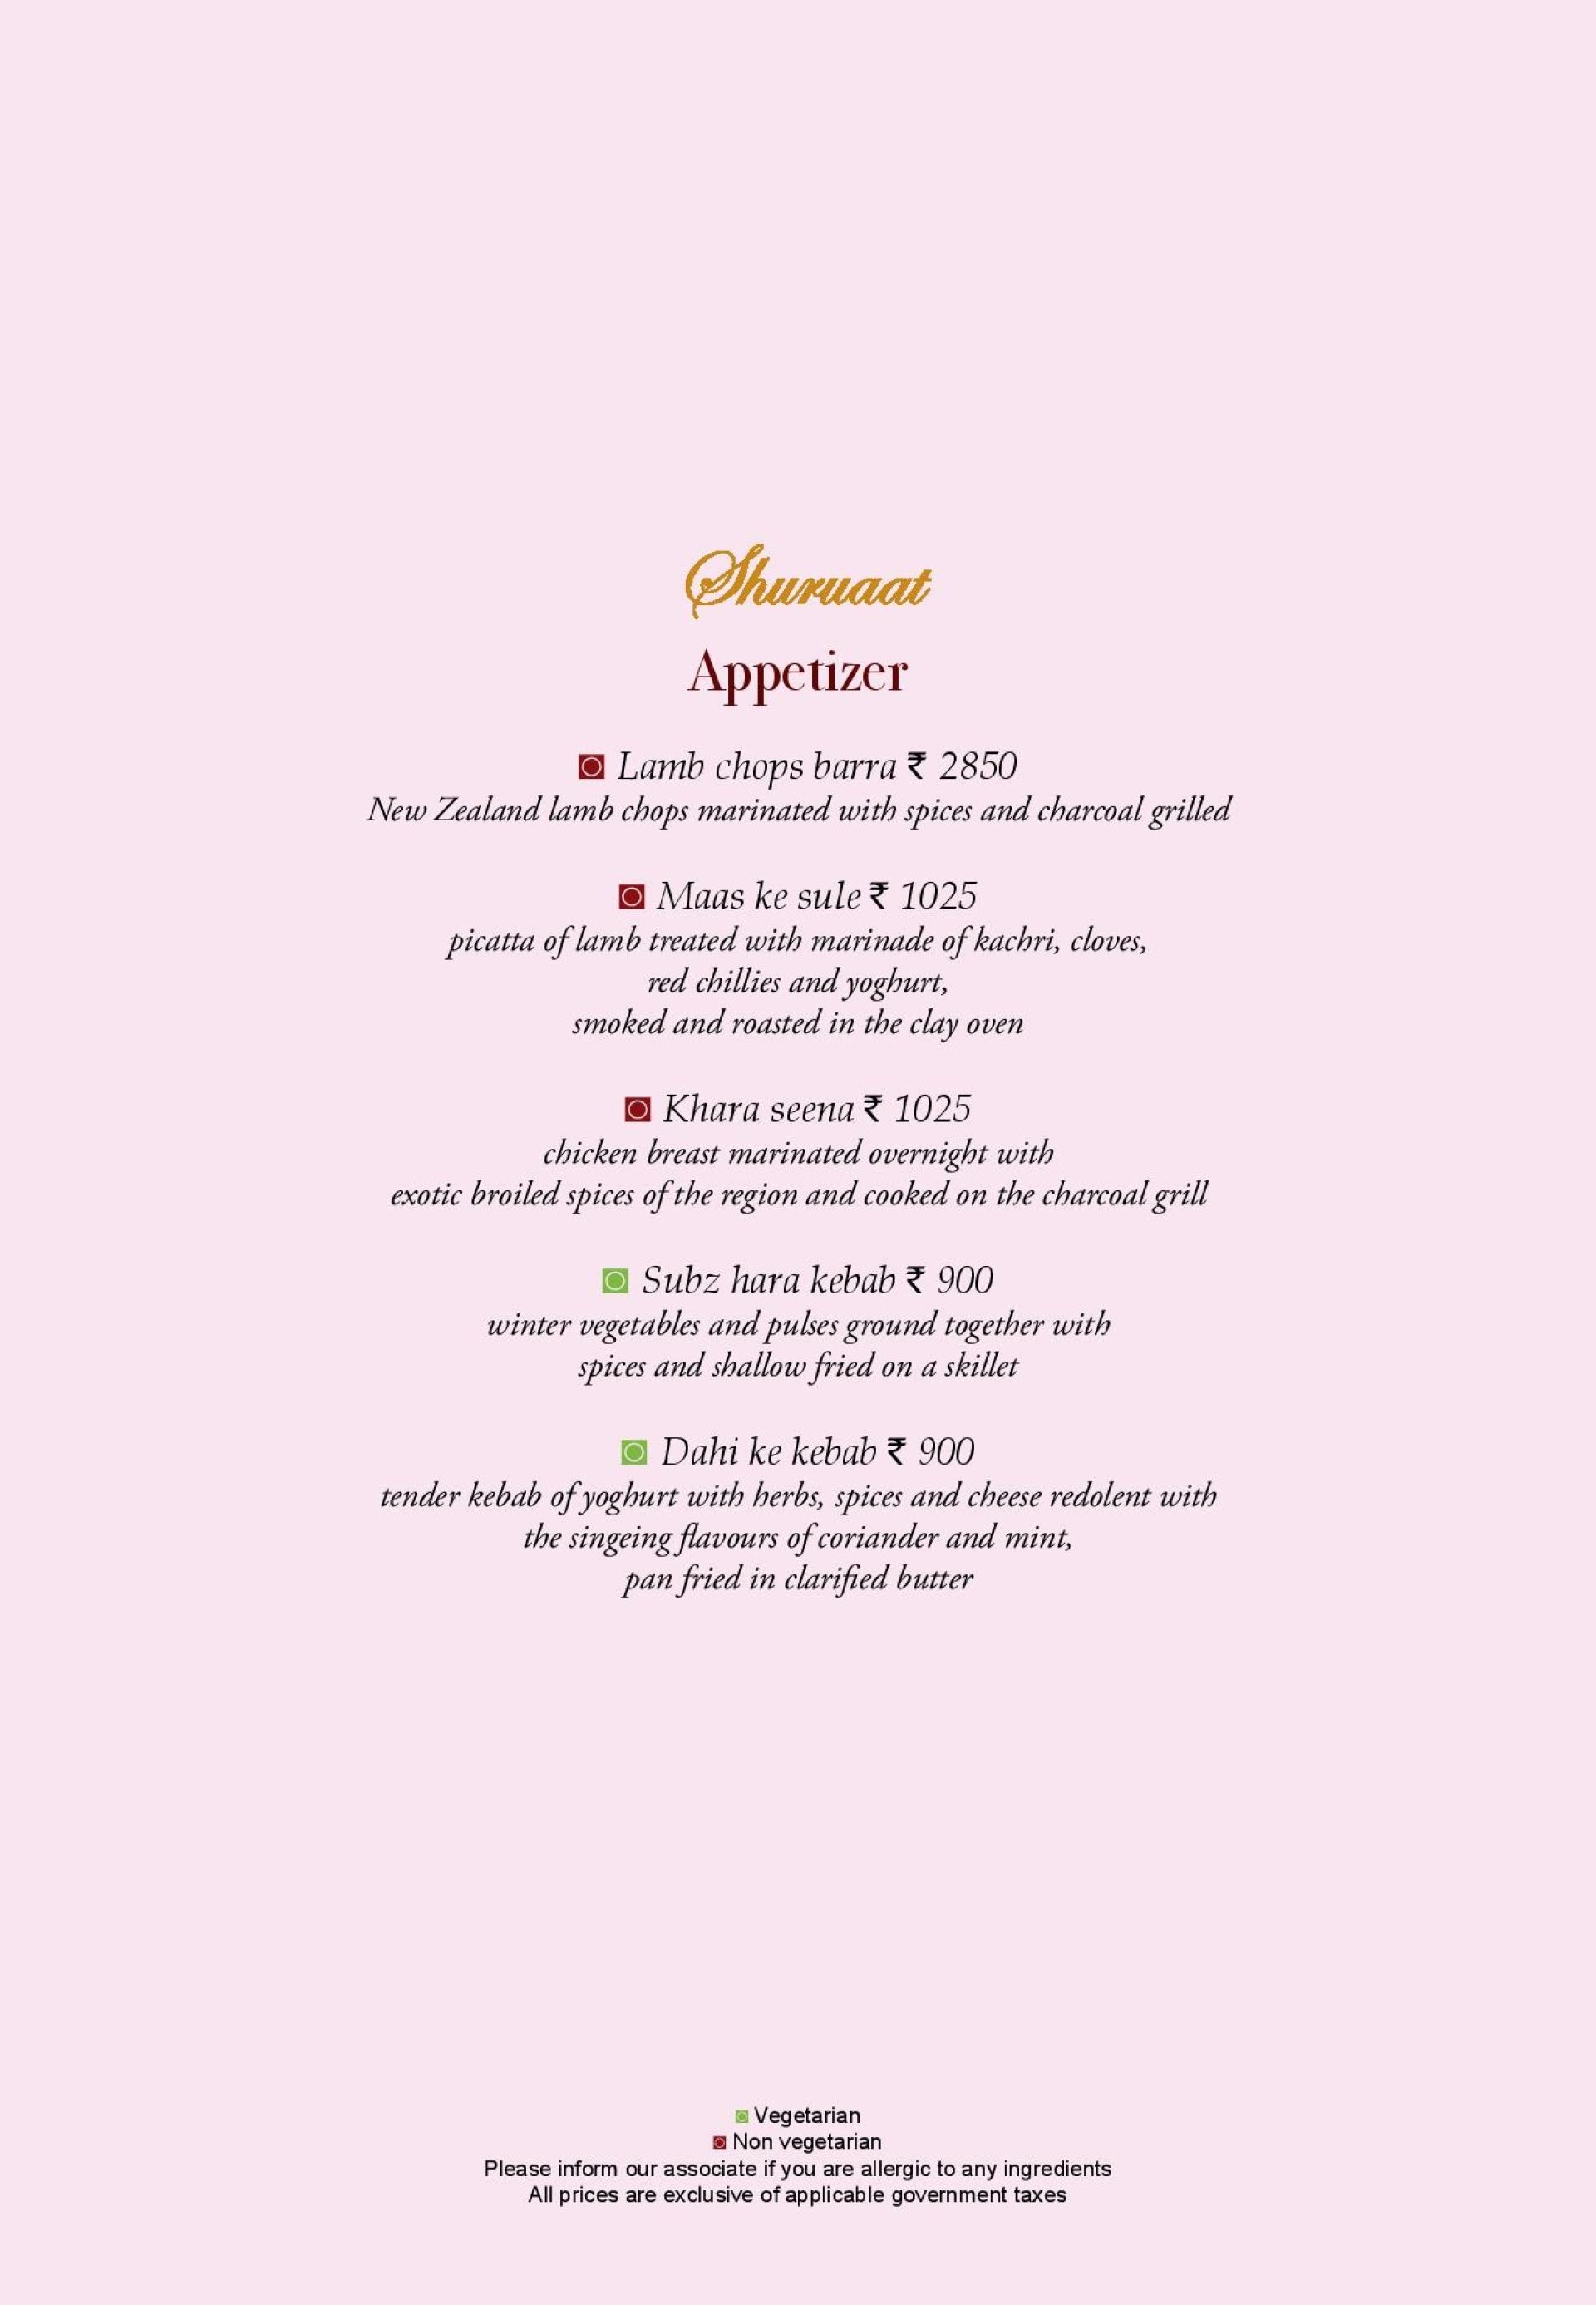 Shuruaat
Appetizer
Lamb chops barra ₹ 2850
New Zealand lamb chops marinated with spices and charcoal grilled
Maas ke sule ₹ 1025
picatta of lamb treated with marinade of kachri, cloves,
red chillies and yoghurt,
smoked and roasted in the clay oven
Khara seena ₹ 1025
chicken breast marinated overnight with
exotic broiled spices of the region and cooked on the charcoal grill
Subz hara kebab ₹ 900
winter vegetables and pulses ground together with
spices and shallow fried on a skillet
Dahi ke kebab ₹ 900
tender kebab of yoghurt with herbs, spices and cheese redolent with
the singeing flavours of coriander and mint,
pan fried in clarified butter
Vegetarian
Non vegetarian
Please inform our associate if you are allergic to any ingredients
All prices are exclusive of applicable government taxes